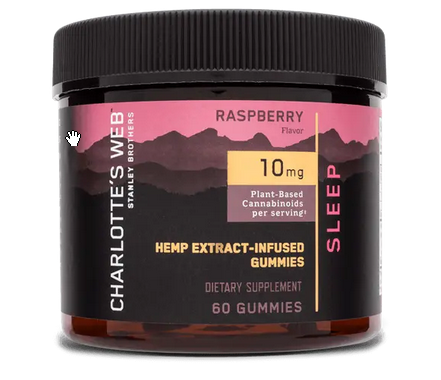 CHARLOTTE'S WEB
STANLEY BROTHERS
RASPBERRY
Flavor
10mg
Plant-Based
Cannabinoids
per serving‡
SLEEP
HEMP EXTRACT-INFUSED
GUMMIES
DIETARY SUPPLEMENT
60 GUMMIES